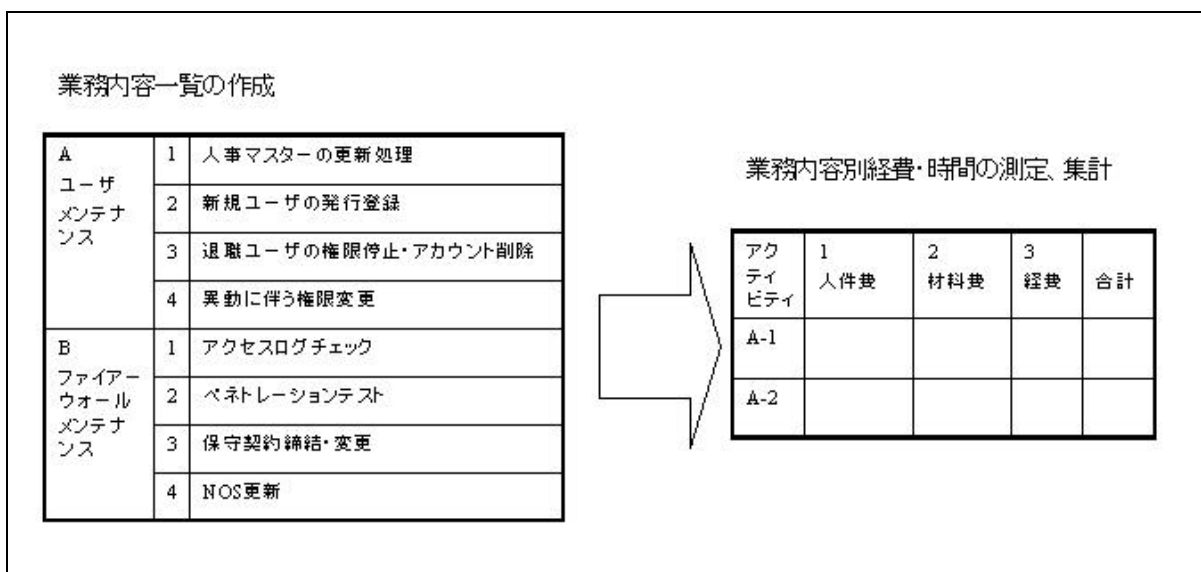 業務内容一覧の作成
A
ユーザ
メンテナ
ンス
1 人事マスターの更新処理
2 新規ユーザの発行登録
3 退職ユーザの権限停止・アカウント削除
4 異動に伴う権限変更
B
ファイアー
ウォール
メンテナ
ンス
1 アクセスログチェック
2 ペネトレーションテスト
3 保守契約締結・変更
4 NOS更新
業務内容別経費・時間の測定、集計
アク
ティ
ビティ
1
人件費
2
材料費
3
経費
合計
A-1
A-2